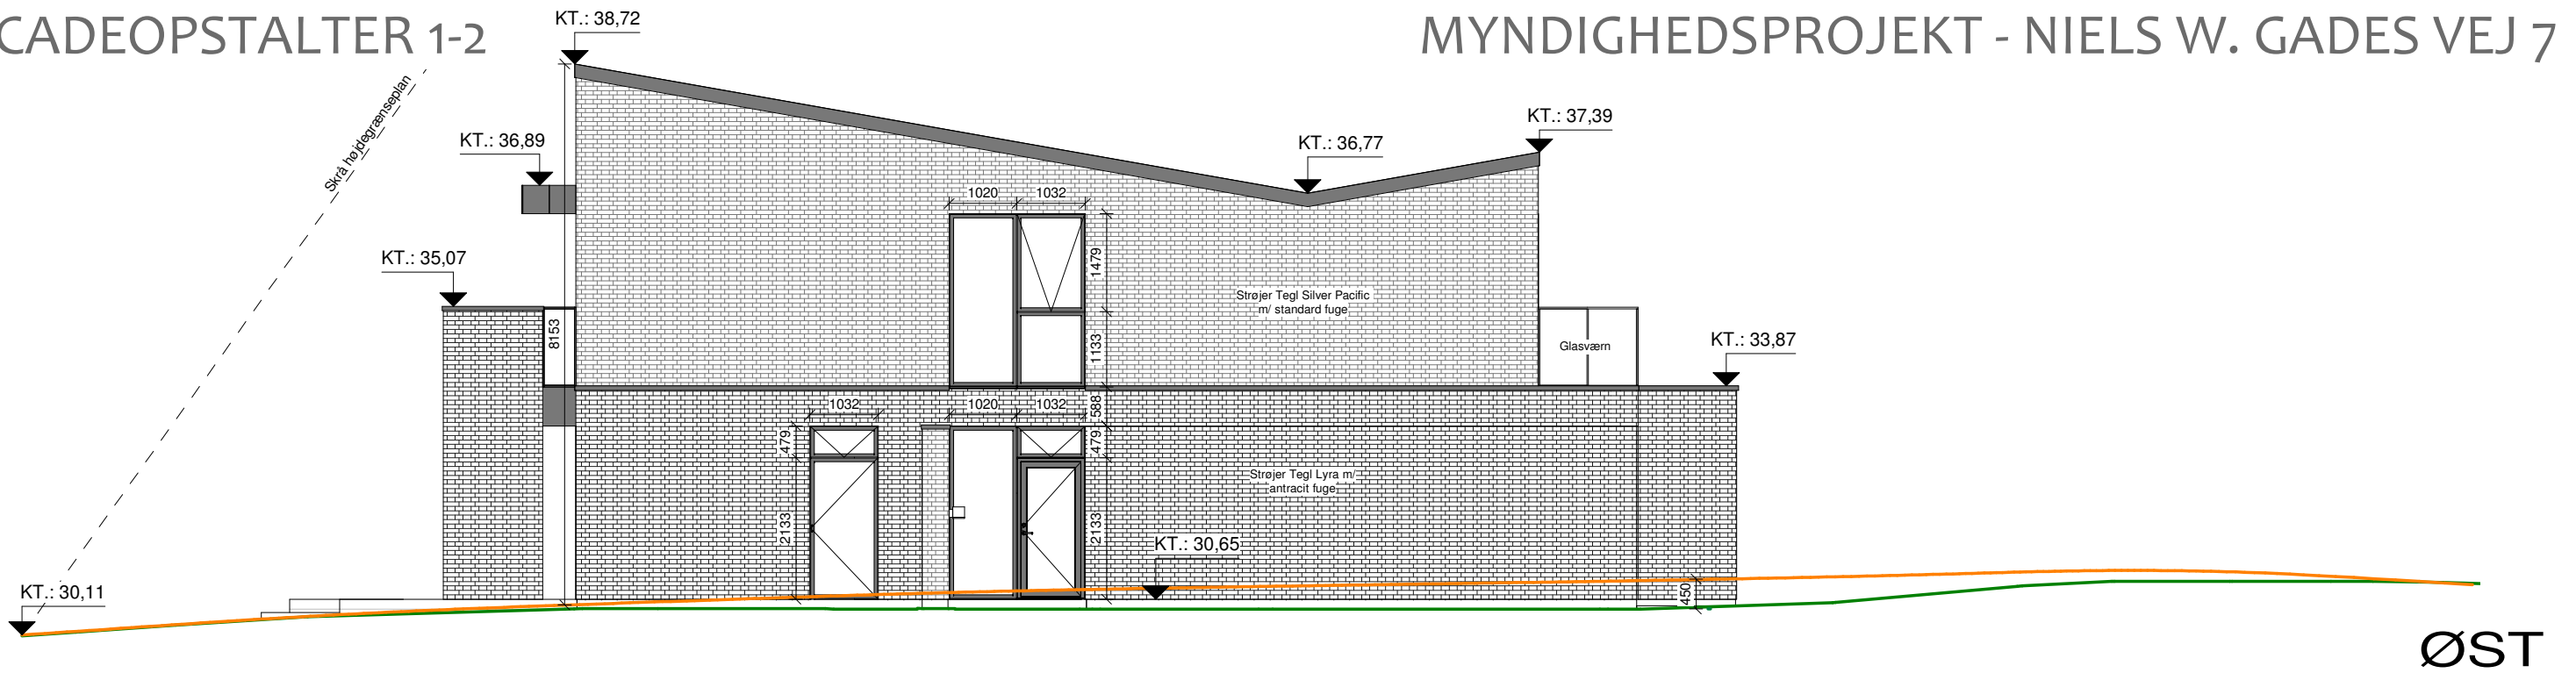 CADEOPSTALTER 1-2
MYNDIGHEDSPROJEKT - NIELS W. GADES VEJ 7
KT.: 38,72
Skrå højdegrænseplan
KT.: 36,89
KT.: 37,39
KT.: 36,77
1020
1032
1479
KT.: 35,07
Strøjer Tegl Silver Pacific
m/ standard fuge
8153
1133
Glasværn
KT.: 33,87
1032
1020
1032
588
479
479
Strøjer Tegl Lyra m/
antracit fuge
2133
2133
KT.: 30,65
KT.: 30,11
450
ØST